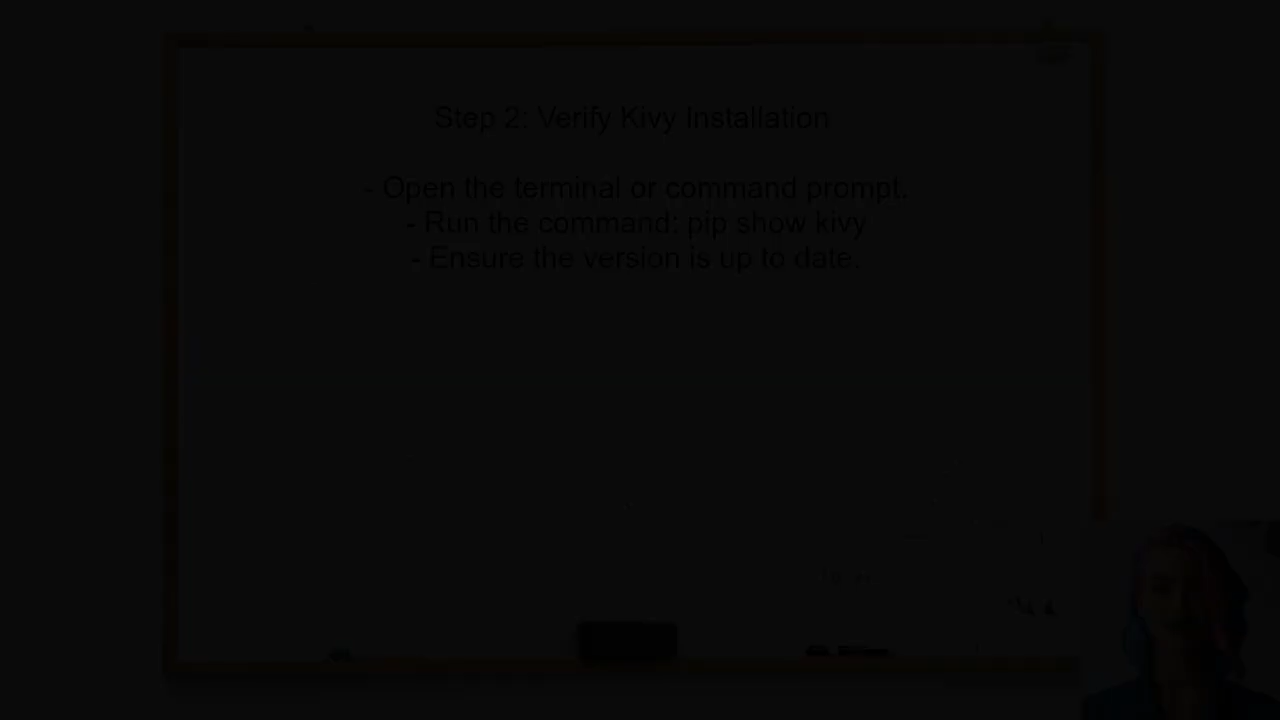 Step 2: Verify Kivy Installation
- Open the terminal or command prompt.
- Run the command: pip show kivy
- Ensure the version is up to date.